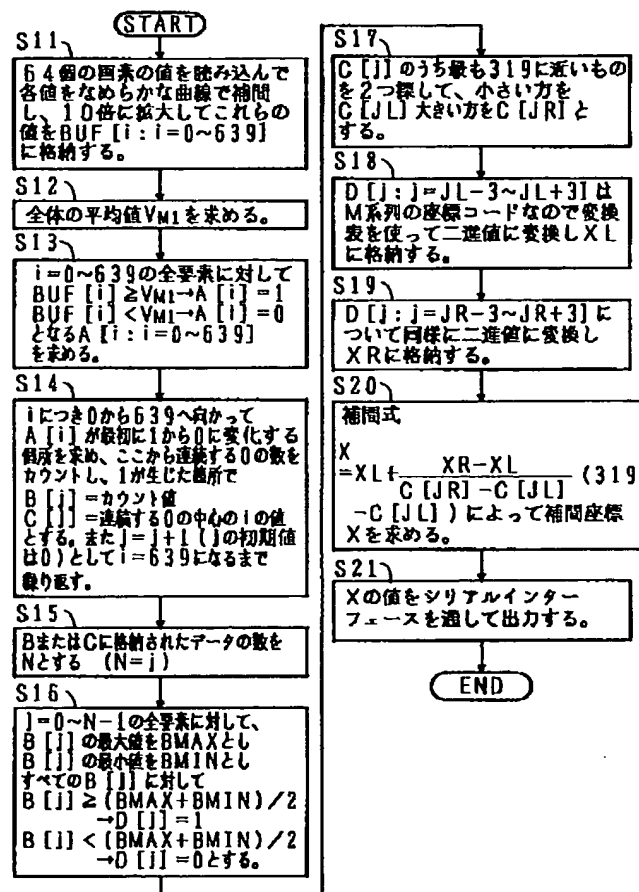 START
S11
64個の画素の値を読み込んで
各値をなめらかな曲線で補間
し、10倍に拡大してこれらの
値をBUF[i:i=0~639]
に格納する。
S12
全体の平均値VM1を求める。
S13
i=0~639の全要素に対して
BUF[i]≧VM1→A[i]=1
BUF[i]<VM1→A[i]=0
となるA[i:i=0~639]
を求める。
S14
iにつき0から639へ向かって
A[i]が最初に1から0に変化する
個所を求め、ここから連続する0の数を
カウントし、1が生じた箇所で
B[j]=カウント値
C[j]=連続する0の中心のiの値
とする。またj=j+1(jの初期値
は0)としてi=639になるまで
繰り返す。
S15
BまたはCに格納されたデータの数を
Nとする (N=j)
S16
j=0~N-1の全要素に対して、
B[j]の最大値をBMAXとし
B[j]の最小値をBMINとし
すべてのB[j]に対して
B[j]≧(BMAX+BMIN)/2
→D[j]=1
B[j]<(BMAX+BMIN)/2
→D[j]=0とする。
S17
C[j]のうち最も319に近いもの
を2つ探して、小さい方を
C[JL]大きい方をC[JR]と
する。
S18
D[j:j=JL-3~JL+3]は
M系列の座標コードなので変換
表を使って二進値に変換しXL
に格納する。
S19
D[j:j=JR-3~JR+3]に
ついて同様に二進値に変換し
XRに格納する。
S20
補間式
X
=XL+ XR-XL / C[JR]-C[JL] (319
-C[JL])によって補間座標
Xを求める。
S21
Xの値をシリアルインター
フェースを通して出力する。
END